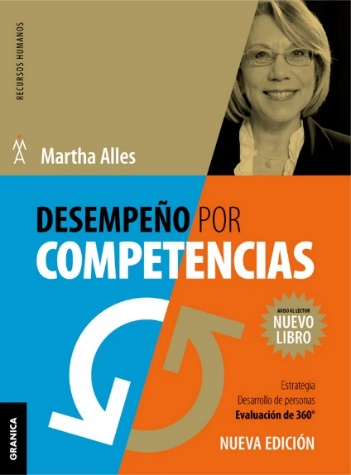 RECURSOS HUMANOS
MA
Martha Alles
DESEMPEÑO POR
COMPETENCIAS
AVISO AL LECTOR
NUEVO
LIBRO
Estrategia
Desarrollo de personas
Evaluación de 360°
NUEVA EDICIÓN
GRANICA